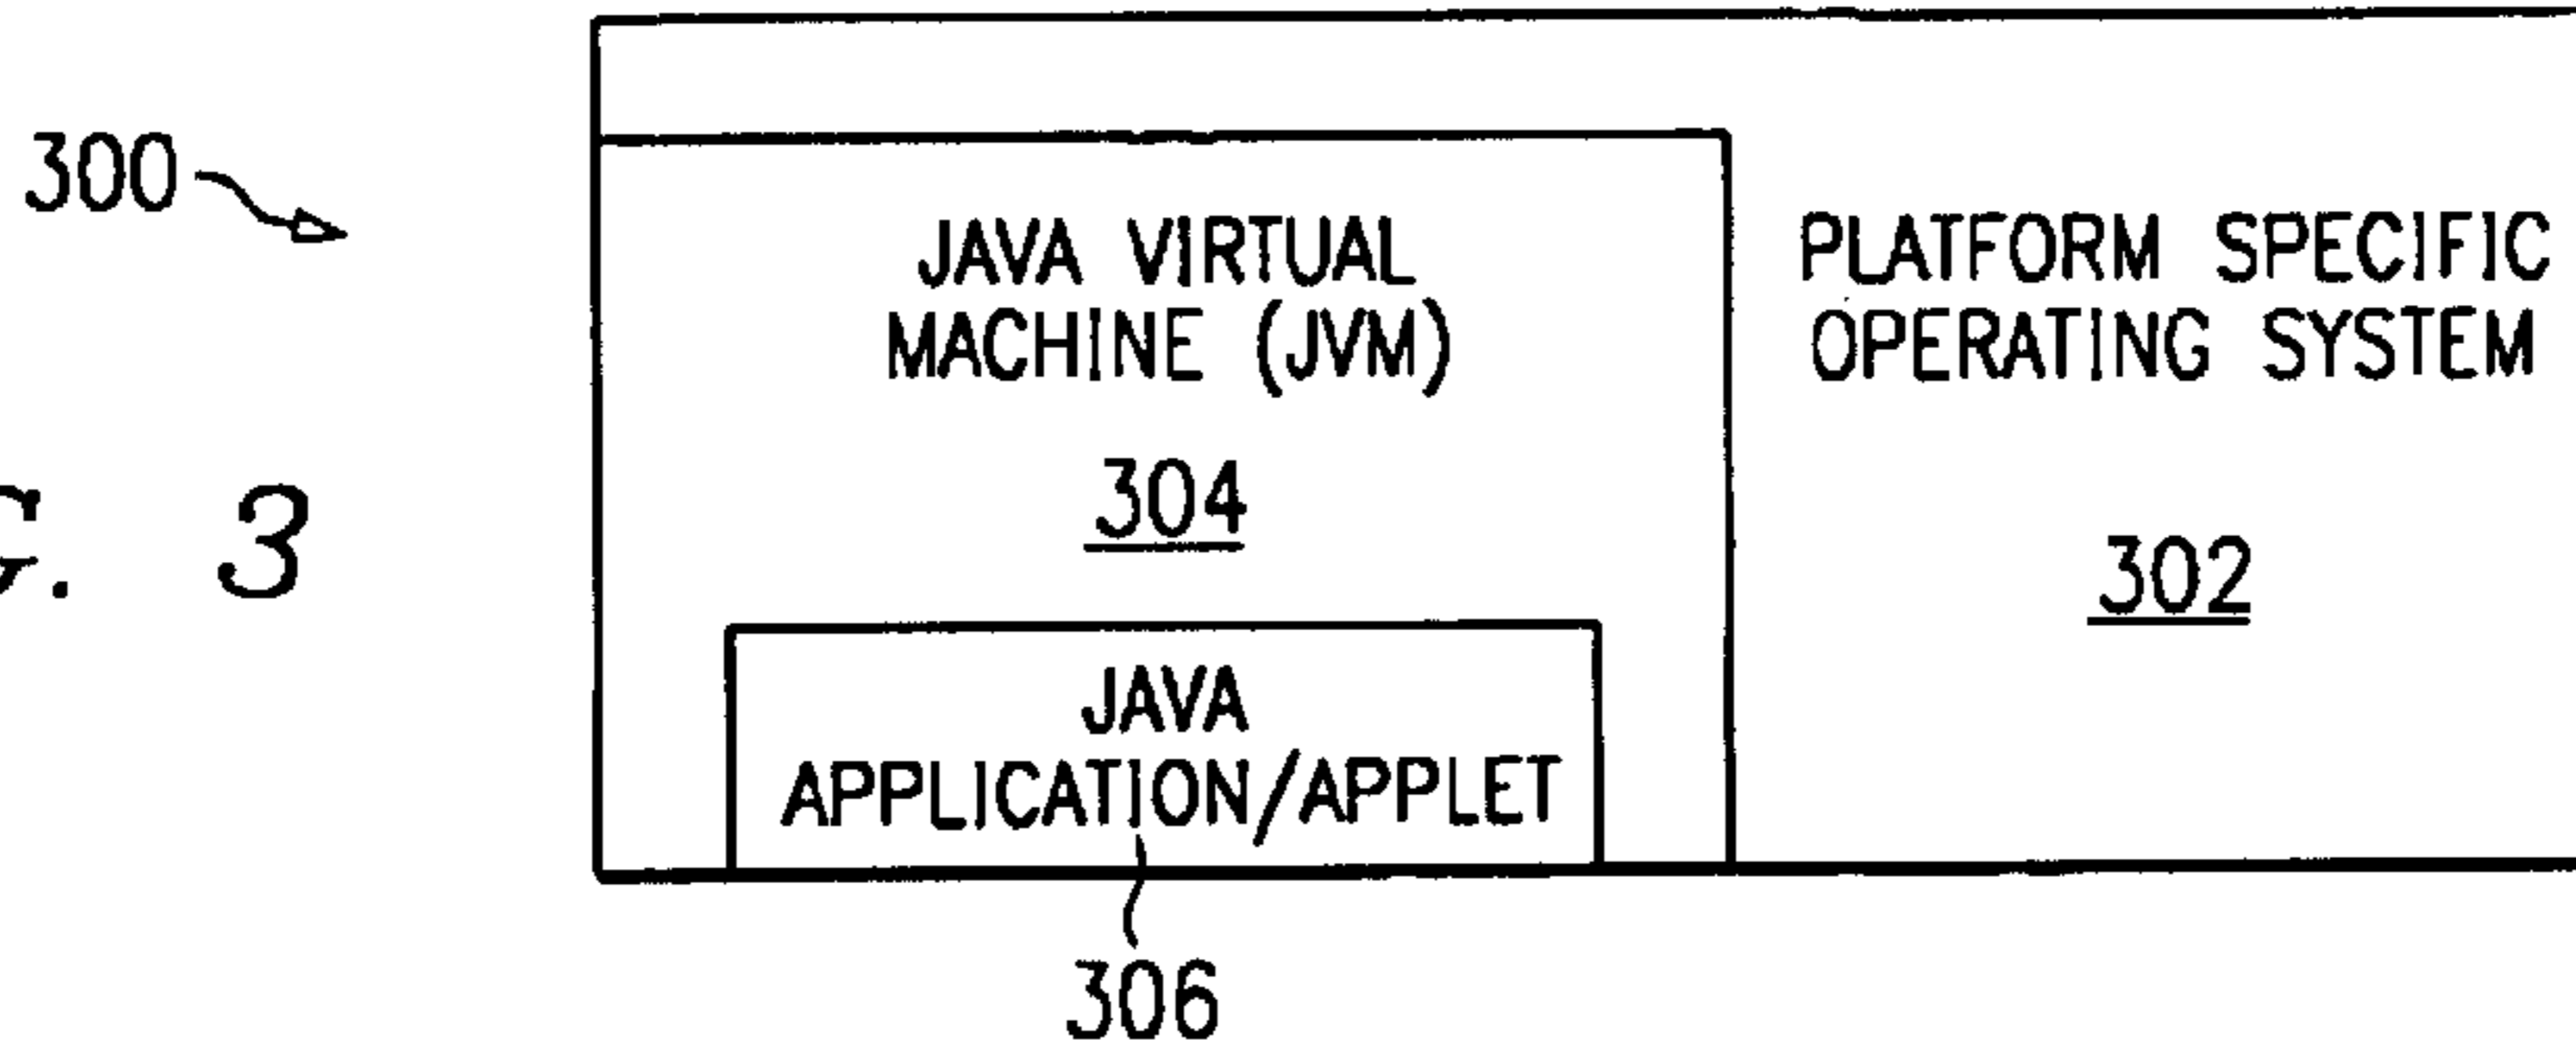 300
JAVA VIRTUAL
MACHINE (JVM)
304
PLATFORM SPECIFIC
OPERATING SYSTEM
302
G. 3
JAVA
APPLICATION/APPLET
306